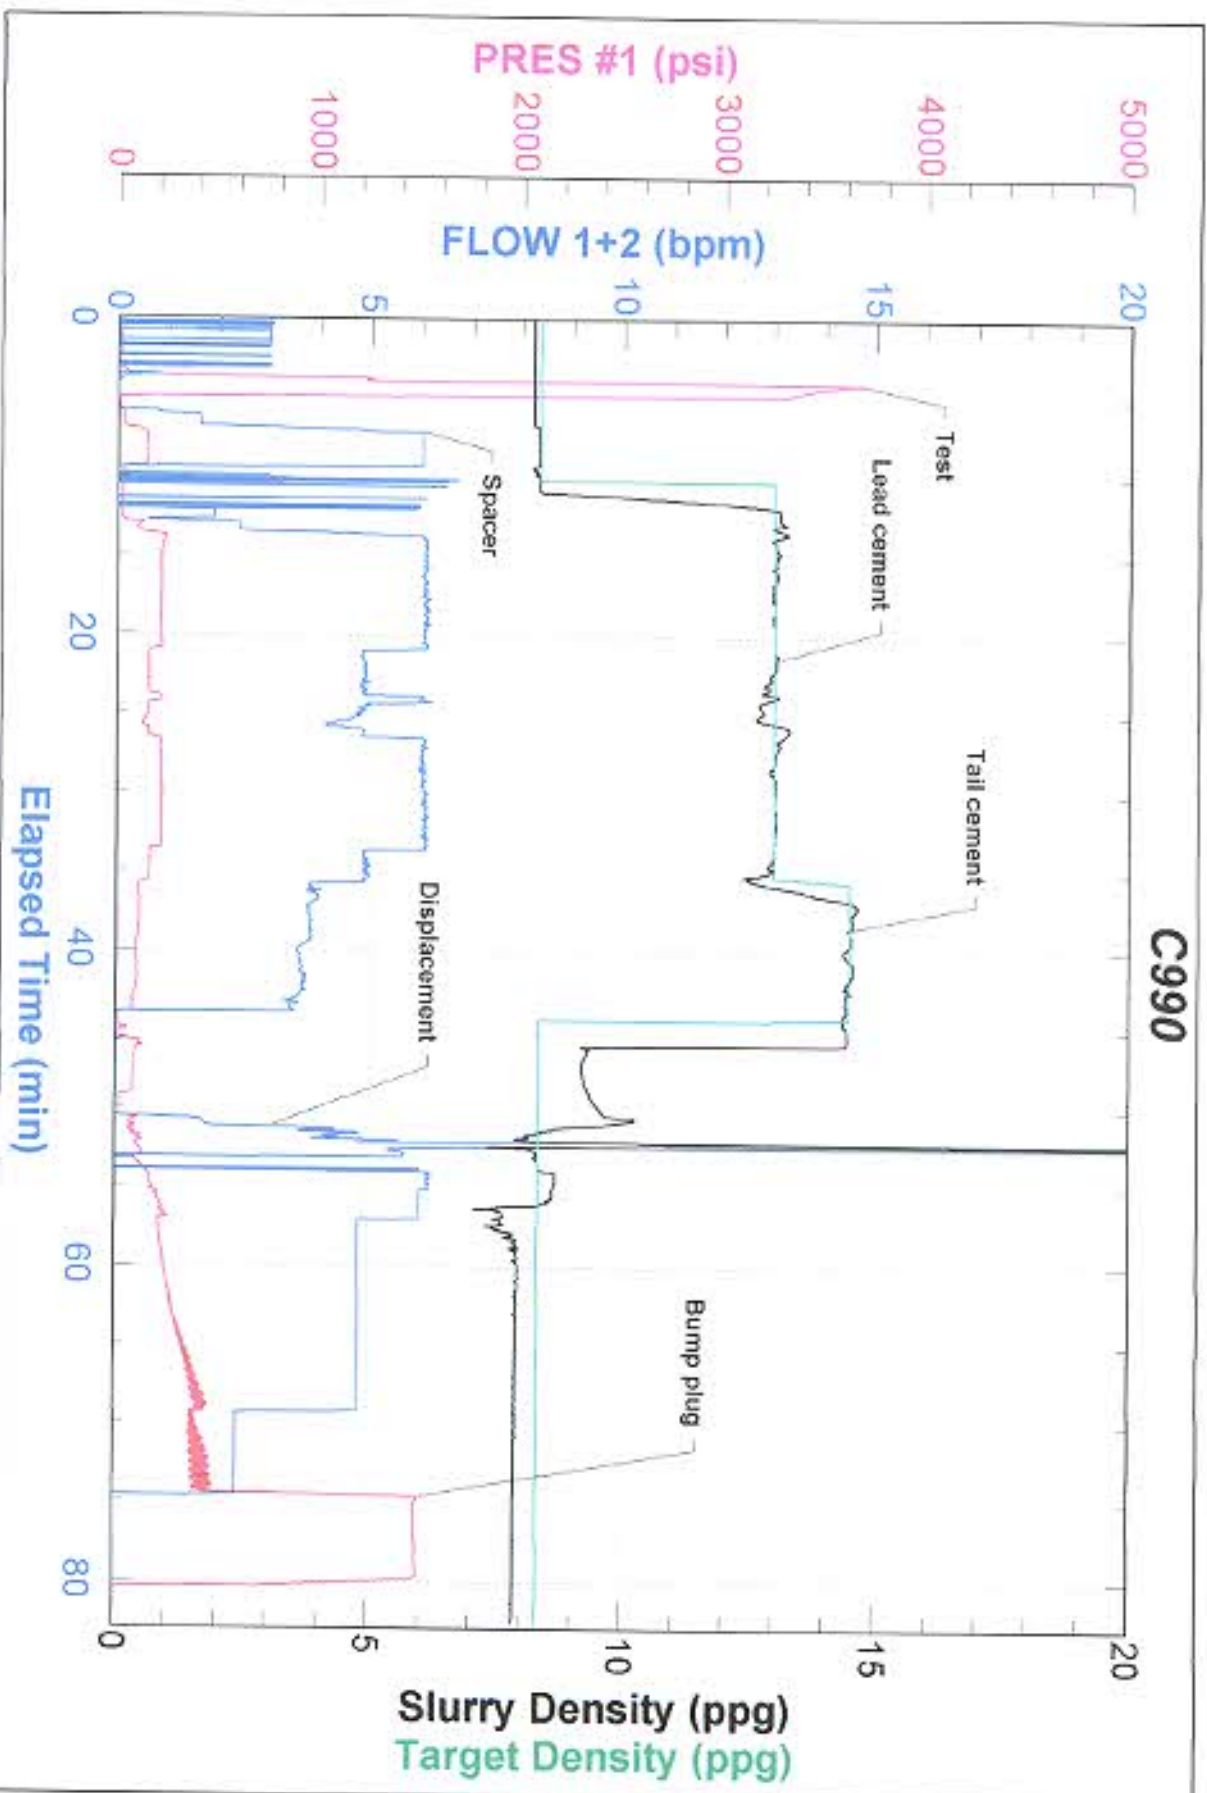 C990
PRES #1 (psi)
5000
4000
3000
2000
1000
0
FLOW 1+2 (bpm)
20
15
10
5
0
Test
Lead cement
Spacer
Tail cement
Displacement
Bump plug
20
15
10
5
0
Slurry Density (ppg)
Target Density (ppg)
0
20
40
60
80
Elapsed Time (min)